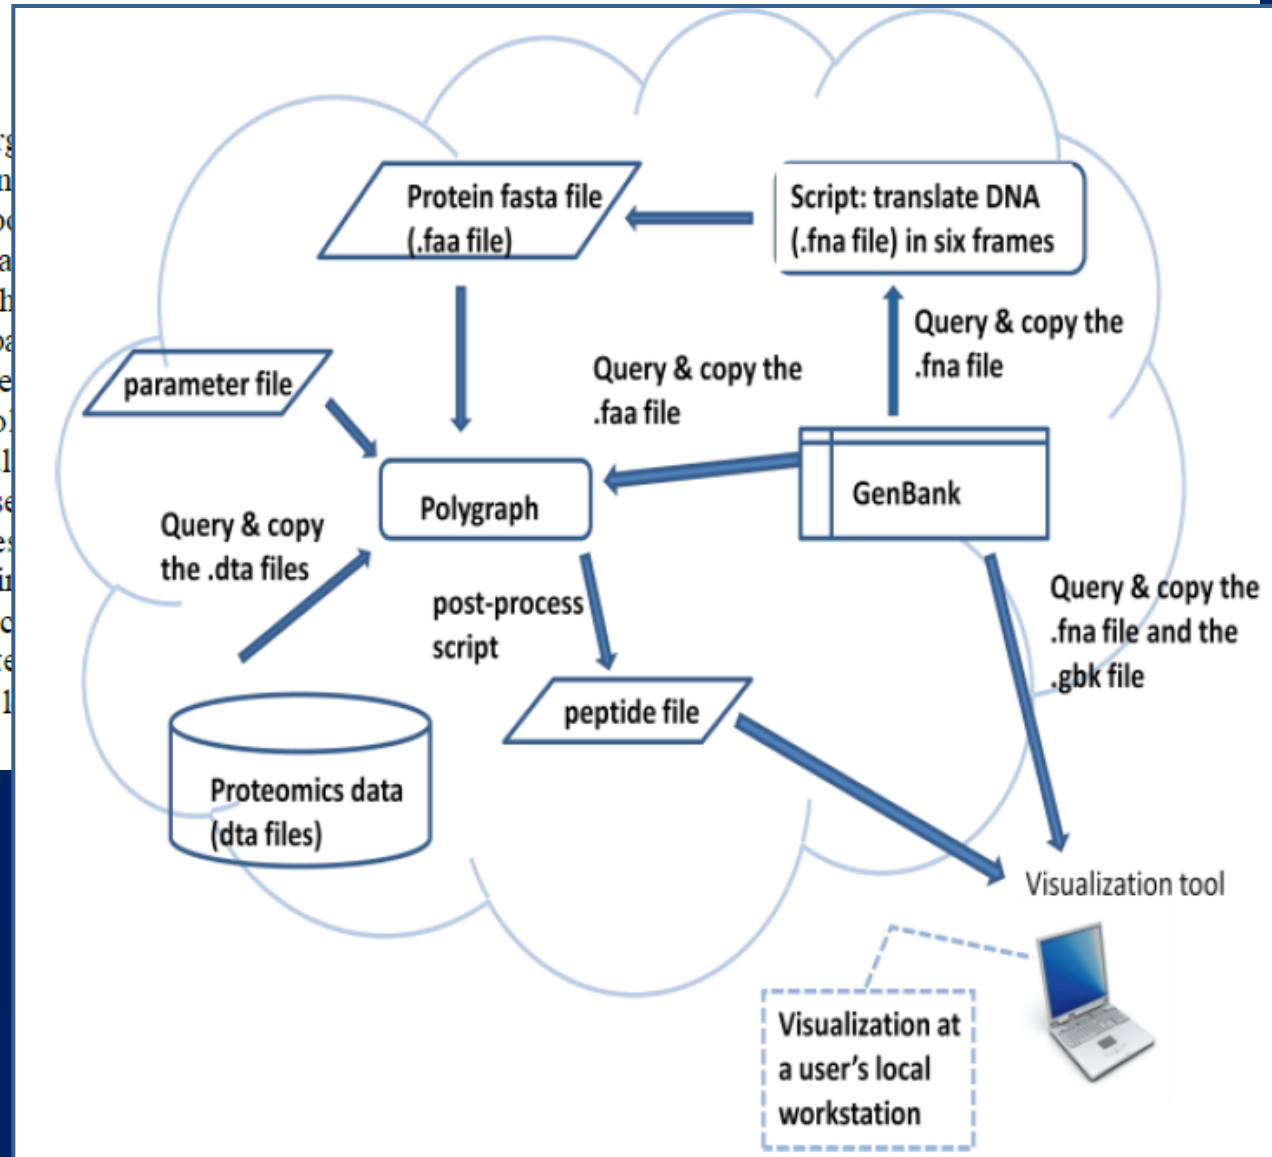 Protein fasta file
(.faa file)
Script: translate DNA
(.fna file) in six frames
Query & copy the
.fna file
Query & copy the
.faa file
parameter file
Polygraph
GenBank
Query & copy
the .dta files
post-process
script
Query & copy the
.fna file and the
.gbk file
peptide file
Proteomics data
(dta files)
Visualization tool
Visualization at
a user's local
workstation